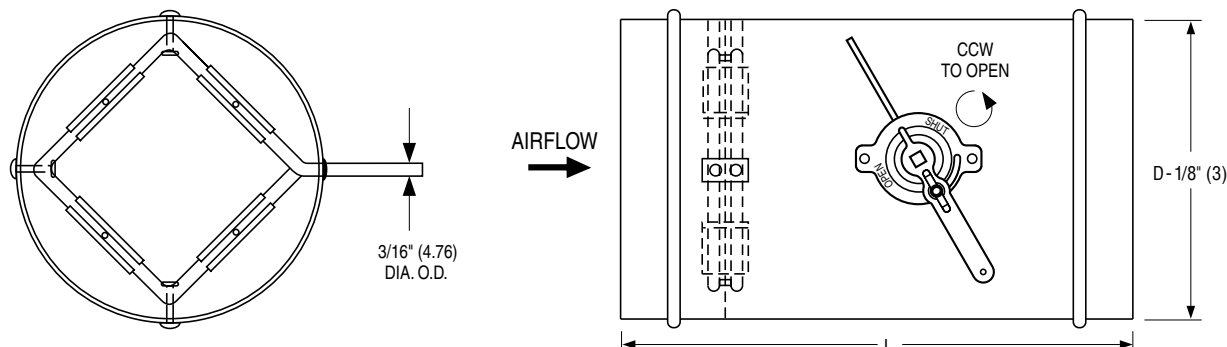 3/16" (4.76)
DIA. O.D.
AIRFLOW
CCW
TO OPEN
SHUT
OPEN
D - 1/8" (3)
L